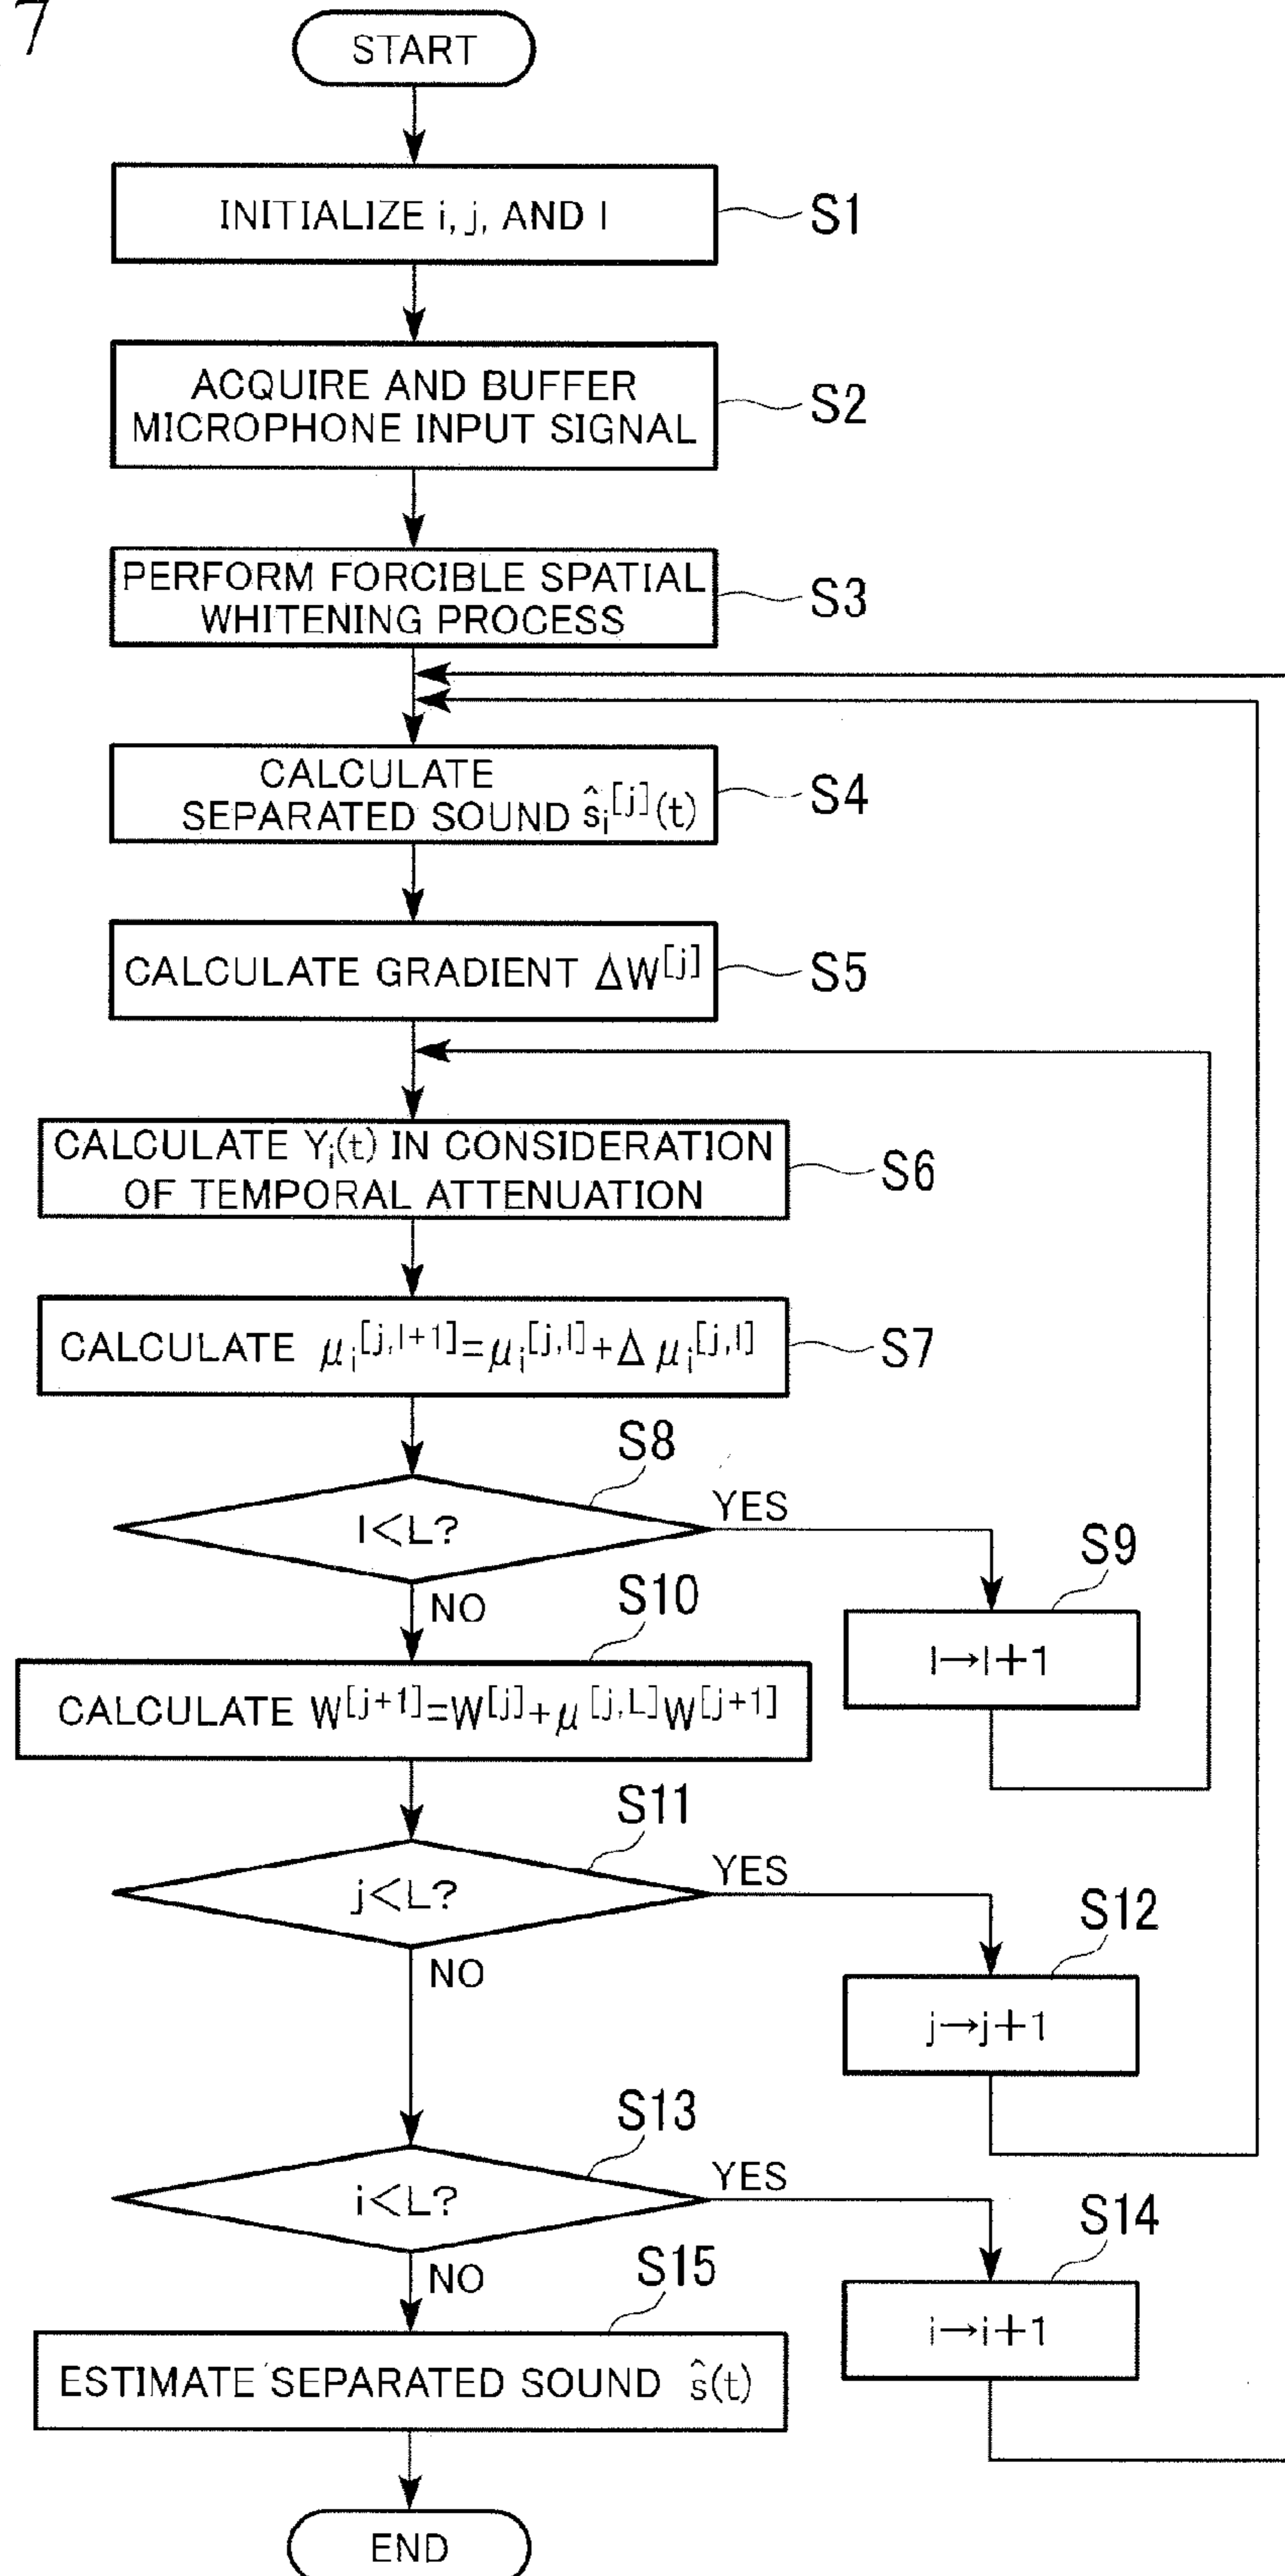 7
START
INITIALIZE i, j, AND l
S1
ACQUIRE AND BUFFER
MICROPHONE INPUT SIGNAL
S2
PERFORM FORCIBLE SPATIAL
WHITENING PROCESS
S3
CALCULATE
SEPARATED SOUND ŝi[j](t)
S4
CALCULATE GRADIENT ΔW[j]
S5
CALCULATE Yi(t) IN CONSIDERATION
OF TEMPORAL ATTENUATION
S6
CALCULATE μi[j,l+1]=μi[j,l]+Δμi[j,l]
S7
S8
l<L?
YES
NO
S9
l→l+1
S10
CALCULATE W[j+1]=W[j]+μ[j,L]W[j+1]
S11
j<L?
YES
NO
S12
j→j+1
S13
i<L?
YES
NO
S14
i→i+1
S15
ESTIMATE SEPARATED SOUND ŝ(t)
END